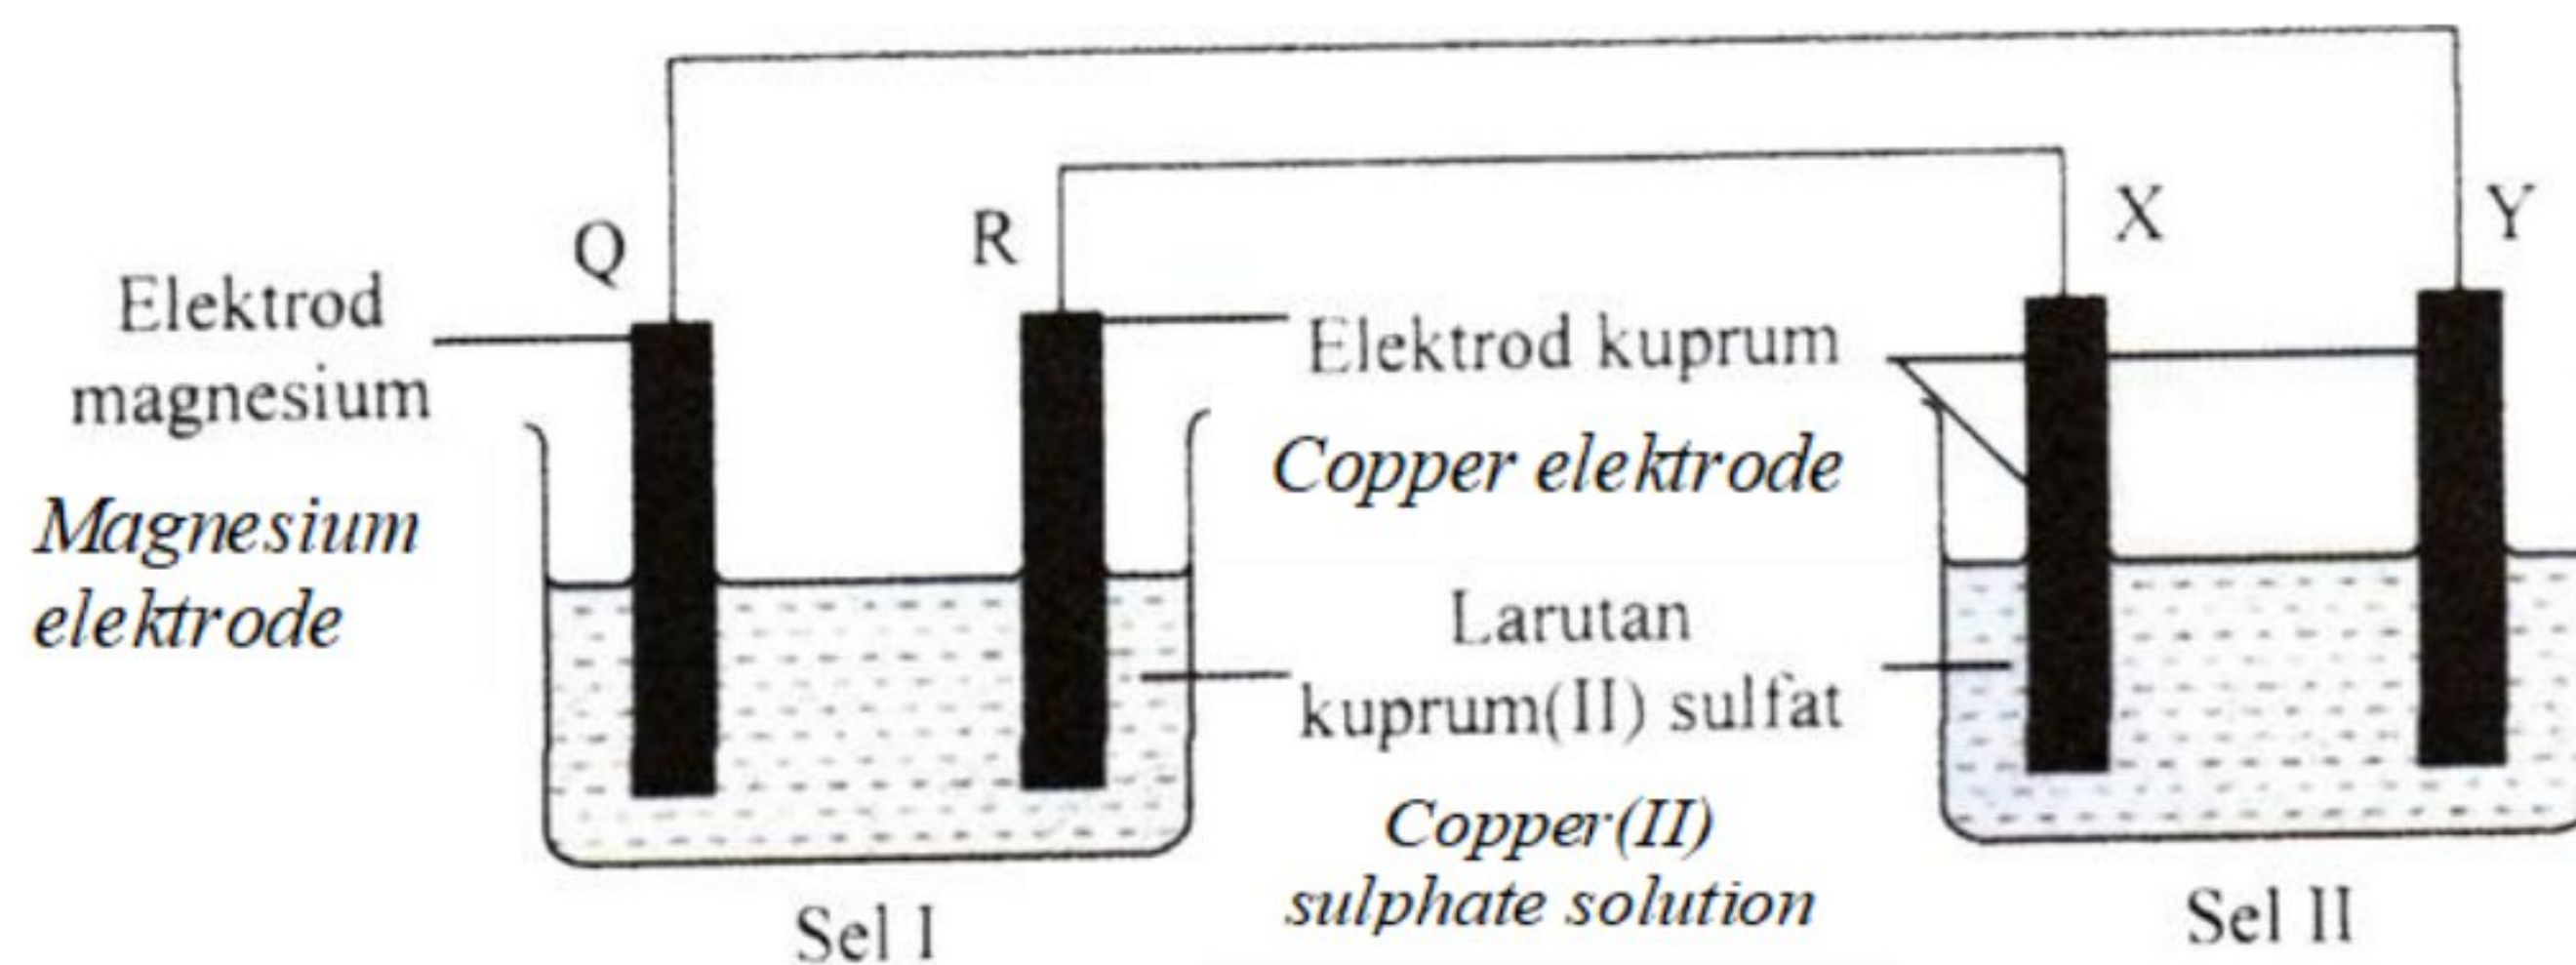 Q
R
X
Y
Elektrod
magnesium
Magnesium
elektrode
Elektrod kuprum
Copper elektrode
Larutan
kuprum(II) sulfat
Copper(II)
sulphate solution
Sel I
Sel II